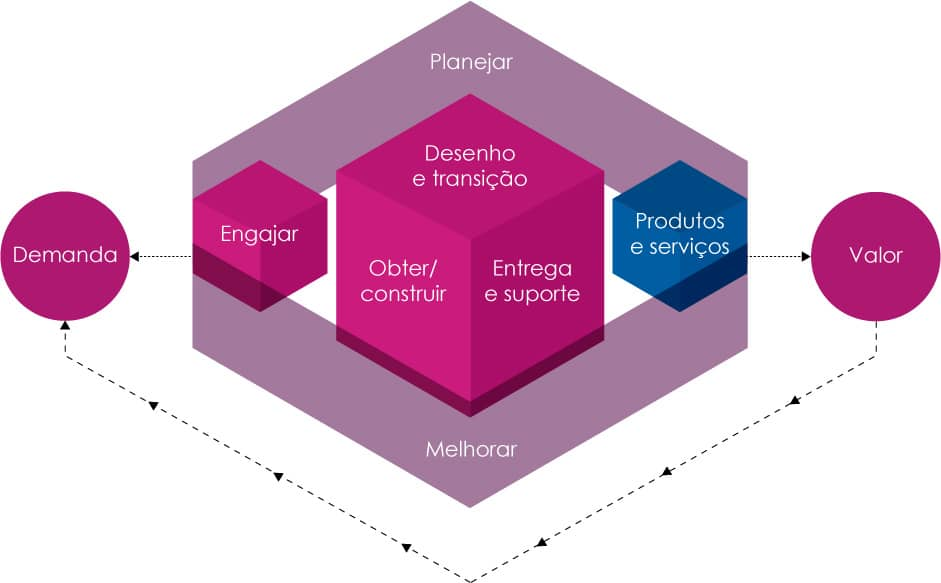 Planejar
Desenho
e transição
Engajar
Produtos
e serviços
Demanda
Valor
Obter/
construir
Entrega
e suporte
Melhorar